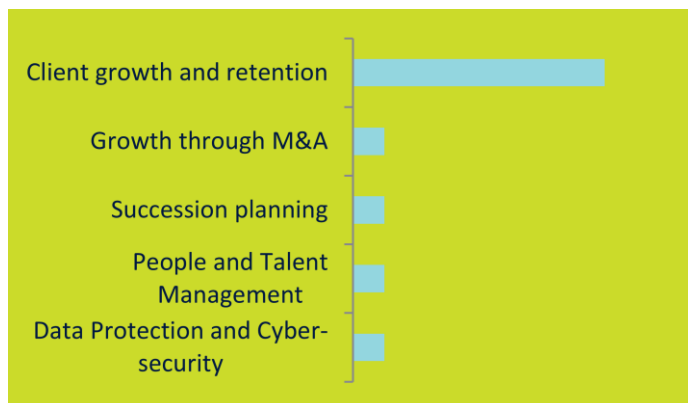 Client growth and retention
Growth through M&A
Succession planning
People and Talent
Management
Data Protection and Cyber-
security